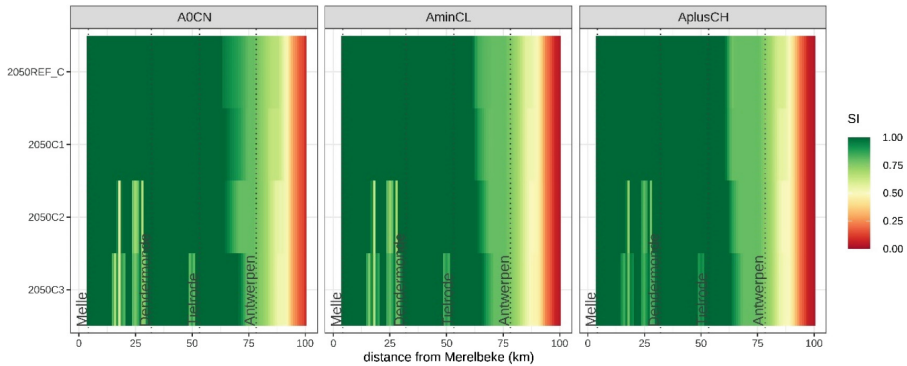 A0CN AminCL AplusCH
2050REF_C
2050C1
2050C2
2050C3
Melle Dendermonde Antwerpen
Melle Dendermonde Antwerpen
Melle Dendermonde Antwerpen
0 25 50 75 100 0 25 50 75 100 0 25 50 75 100
distance from Merelbeke (km)
SI
1.00
0.75
0.50
0.25
0.00